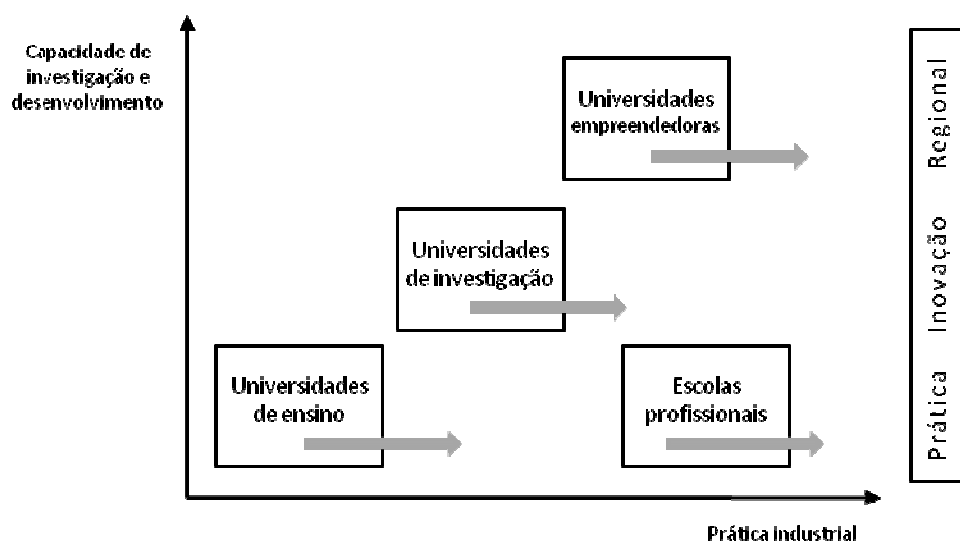 Capacidade de
investigação e
desenvolvimento
Universidades
empreendedoras
Universidades
de investigação
Universidades
de ensino
Escolas
profissionais
Prática industrial
Prática Inovação Regional